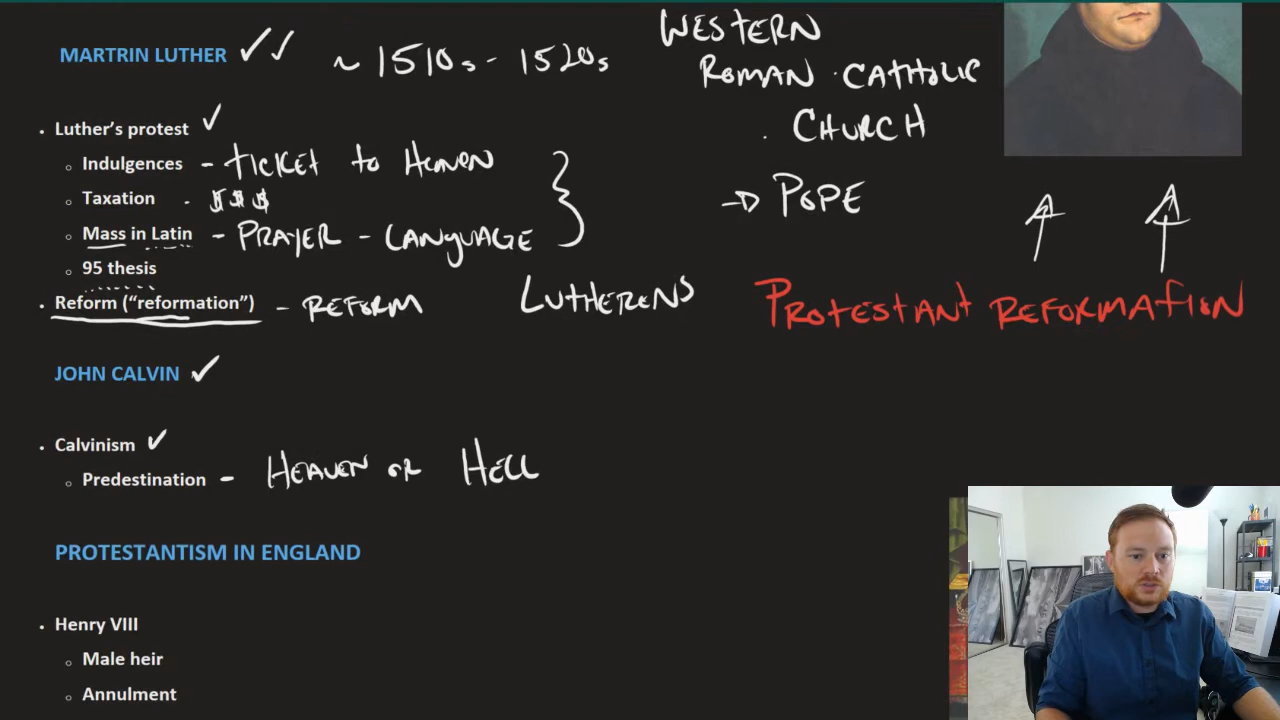 MARTRIN LUTHER ✓✓ ~ 1510s - 1520s
WESTERN
ROMAN CATHOLIC
CHURCH
→ POPE
• Luther's protest ✓
○ Indulgences - TICKET to HEAVEN
○ Taxation - $$$
○ Mass in Latin - PRAYER - LANGUAGE
○ 95 thesis
• Reform ("reformation") - REFORM
LUTHERENS
PROTESTANT REFORMATION
JOHN CALVIN ✓
• Calvinism ✓
○ Predestination - HEAVEN OR HELL
PROTESTANTISM IN ENGLAND
• Henry VIII
○ Male heir
○ Annulment